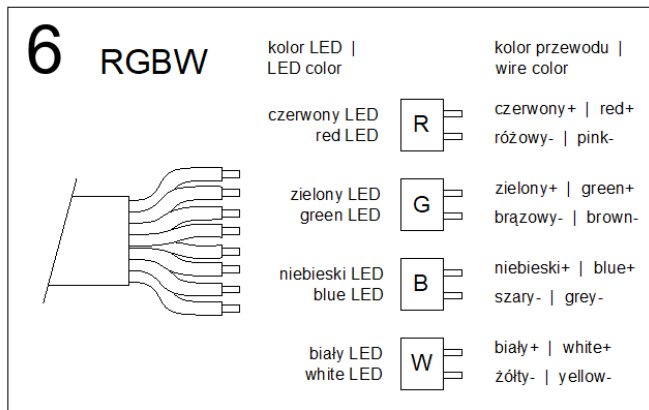 6 RGBW
kolor LED |
LED color
kolor przewodu |
wire color
czerwony LED
red LED
R
czerwony+ | red+
różowy- | pink-
zielony LED
green LED
G
zielony+ | green+
brązowy- | brown-
niebieski LED
blue LED
B
niebieski+ | blue+
szary- | grey-
biały LED
white LED
W
biały+ | white+
żółty- | yellow-